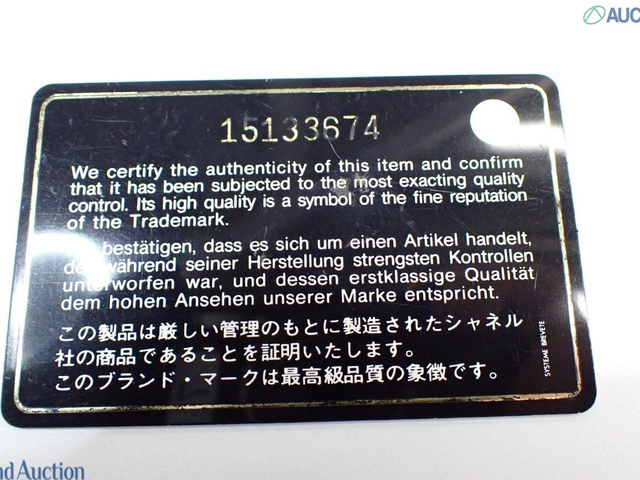 AUC
15133674
We certify the authenticity of this item and confirm
that it has been subjected to the most exacting quality
control. Its high quality is a symbol of the fine reputation
of the Trademark.
bestätigen, dass es sich um einen Artikel handelt,
während seiner Herstellung strengsten Kontrollen
unterworfen war, und dessen erstklassige Qualität
dem hohen Ansehen unserer Marke entspricht.
この製品は厳しい管理のもとに製造されたシャネル
社の商品であることを証明いたします。
このブランド・マークは最高級品質の象徴です。
SYSTEME BREVETE
nd Auction